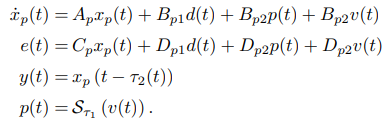 ẋ_p(t) = A_p x_p(t) + B_{p1} d(t) + B_{p2} p(t) + B_{p2} v(t)
e(t) = C_p x_p(t) + D_{p1} d(t) + D_{p2} p(t) + D_{p2} v(t)
y(t) = x_p (t − τ_2(t))
p(t) = 𝒮_{τ_1} (v(t)) .